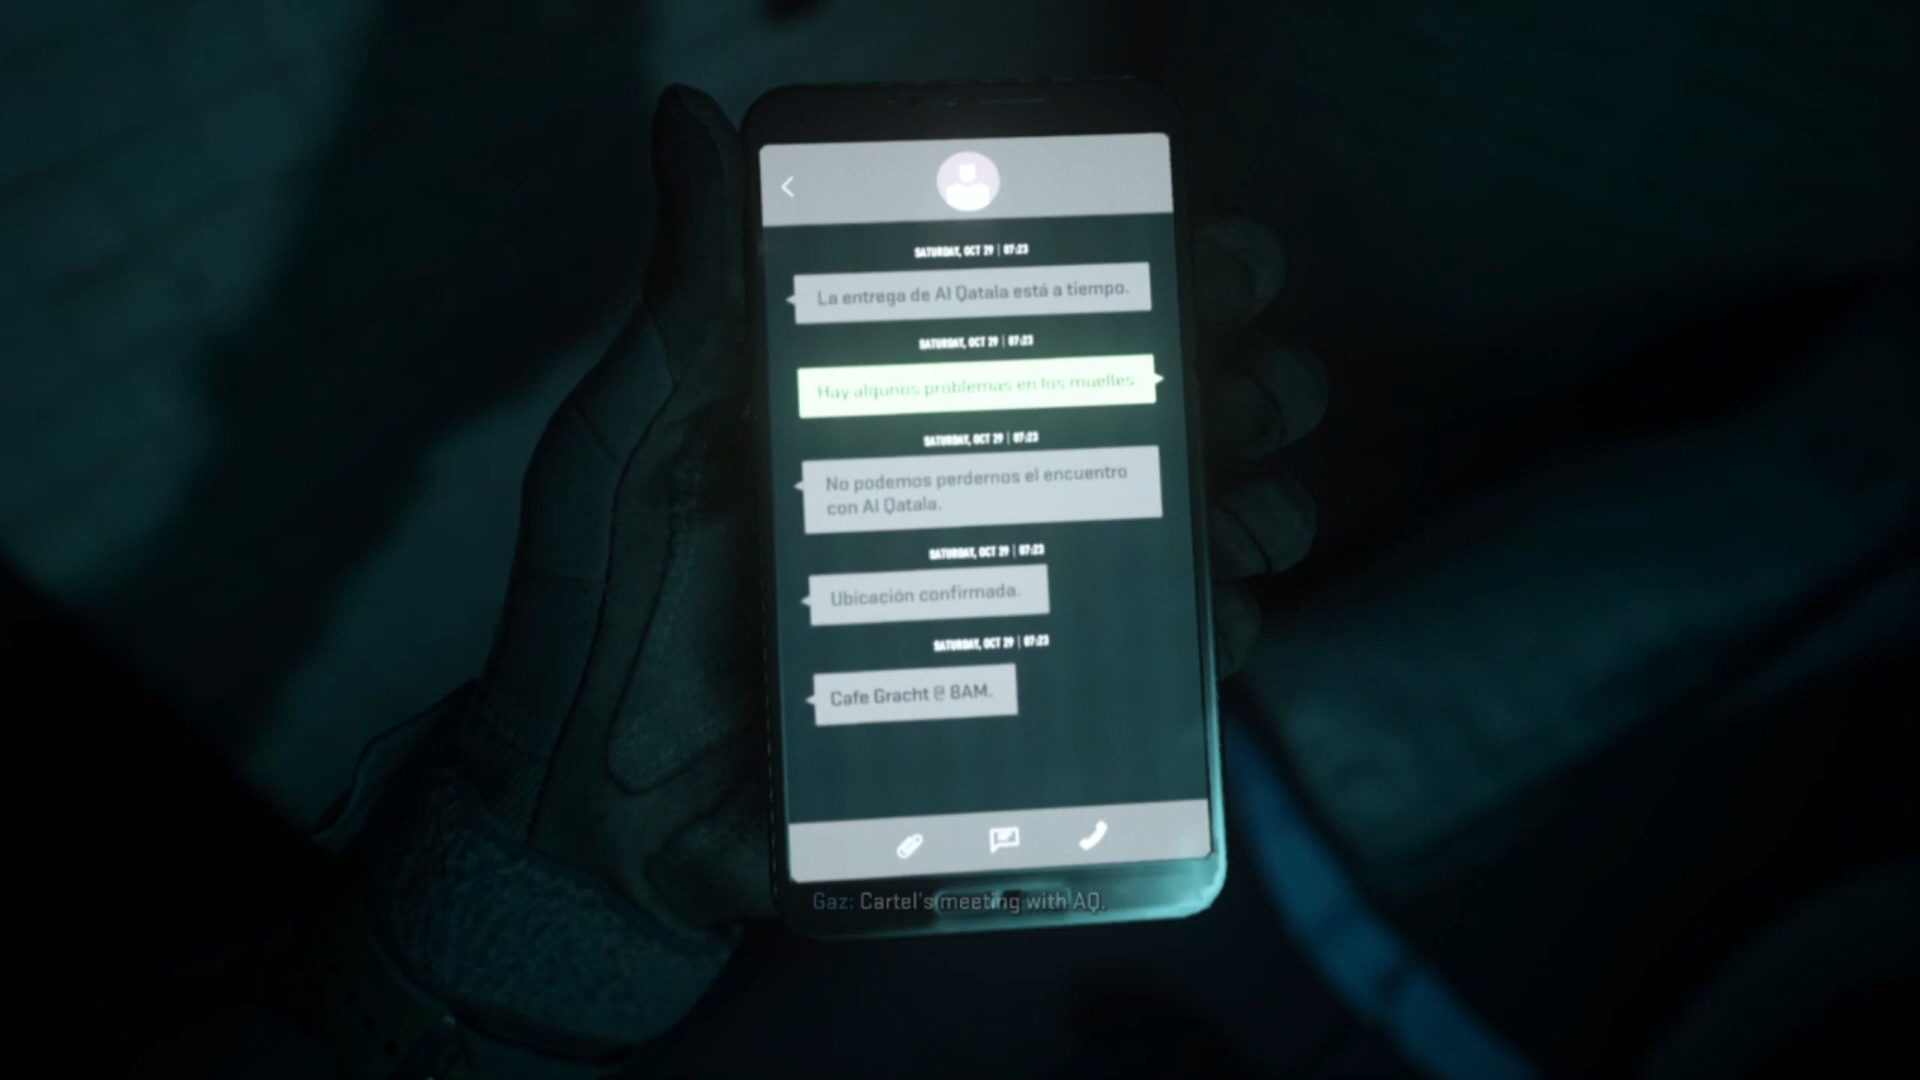 SATURDAY, OCT 29 | 07:23
La entrega de Al Qatala está a tiempo.
SATURDAY, OCT 29 | 07:23
Hay algunos problemas en los muelles.
SATURDAY, OCT 29 | 07:23
No podemos perdernos el encuentro
con Al Qatala.
SATURDAY, OCT 29 | 07:23
Ubicación confirmada.
SATURDAY, OCT 29 | 07:23
Cafe Gracht @ 8AM.
Gaz: Cartel's meeting with AQ.